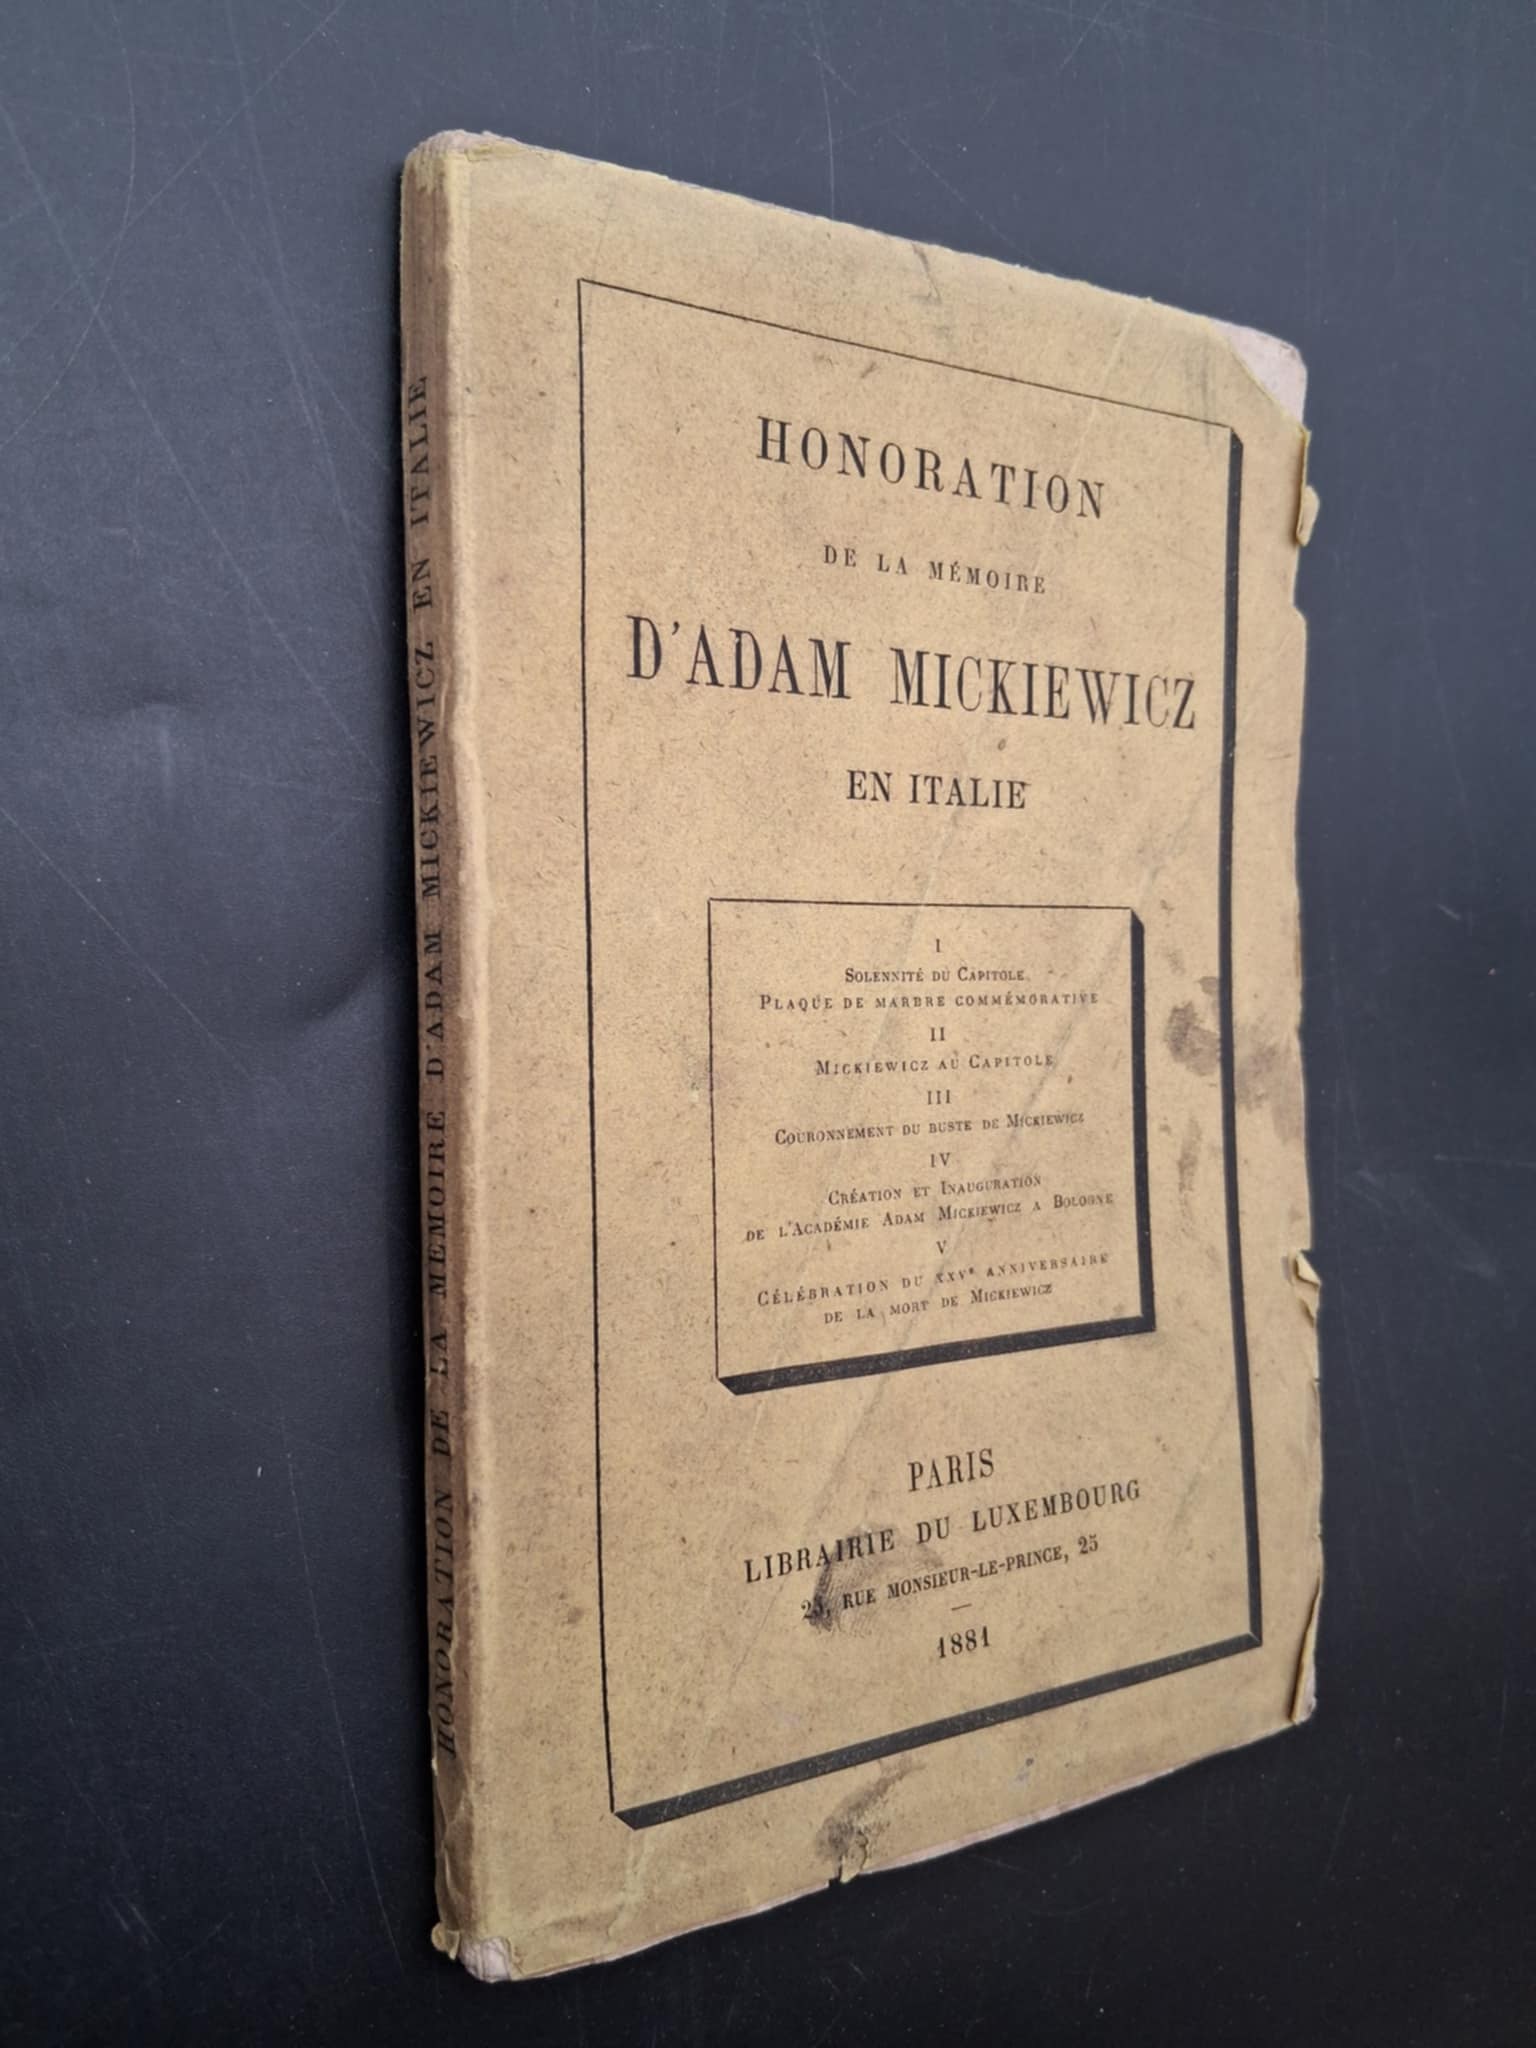 HONORATION DE LA MÉMOIRE D'ADAM MICKIEWICZ EN ITALIE
HONORATION
DE LA MÉMOIRE
D'ADAM MICKIEWICZ
EN ITALIE
I
SOLENNITÉ DU CAPITOLE
PLAQUE DE MARBRE COMMÉMORATIVE
II
MICKIEWICZ AU CAPITOLE
III
COURONNEMENT DU BUSTE DE MICKIEWICZ
IV
CRÉATION ET INAUGURATION
DE L'ACADÉMIE ADAM MICKIEWICZ A BOLOGNE
V
CÉLÉBRATION DU XXVe ANNIVERSAIRE
DE LA MORT DE MICKIEWICZ
PARIS
LIBRAIRIE DU LUXEMBOURG
25, RUE MONSIEUR-LE-PRINCE, 25
1881